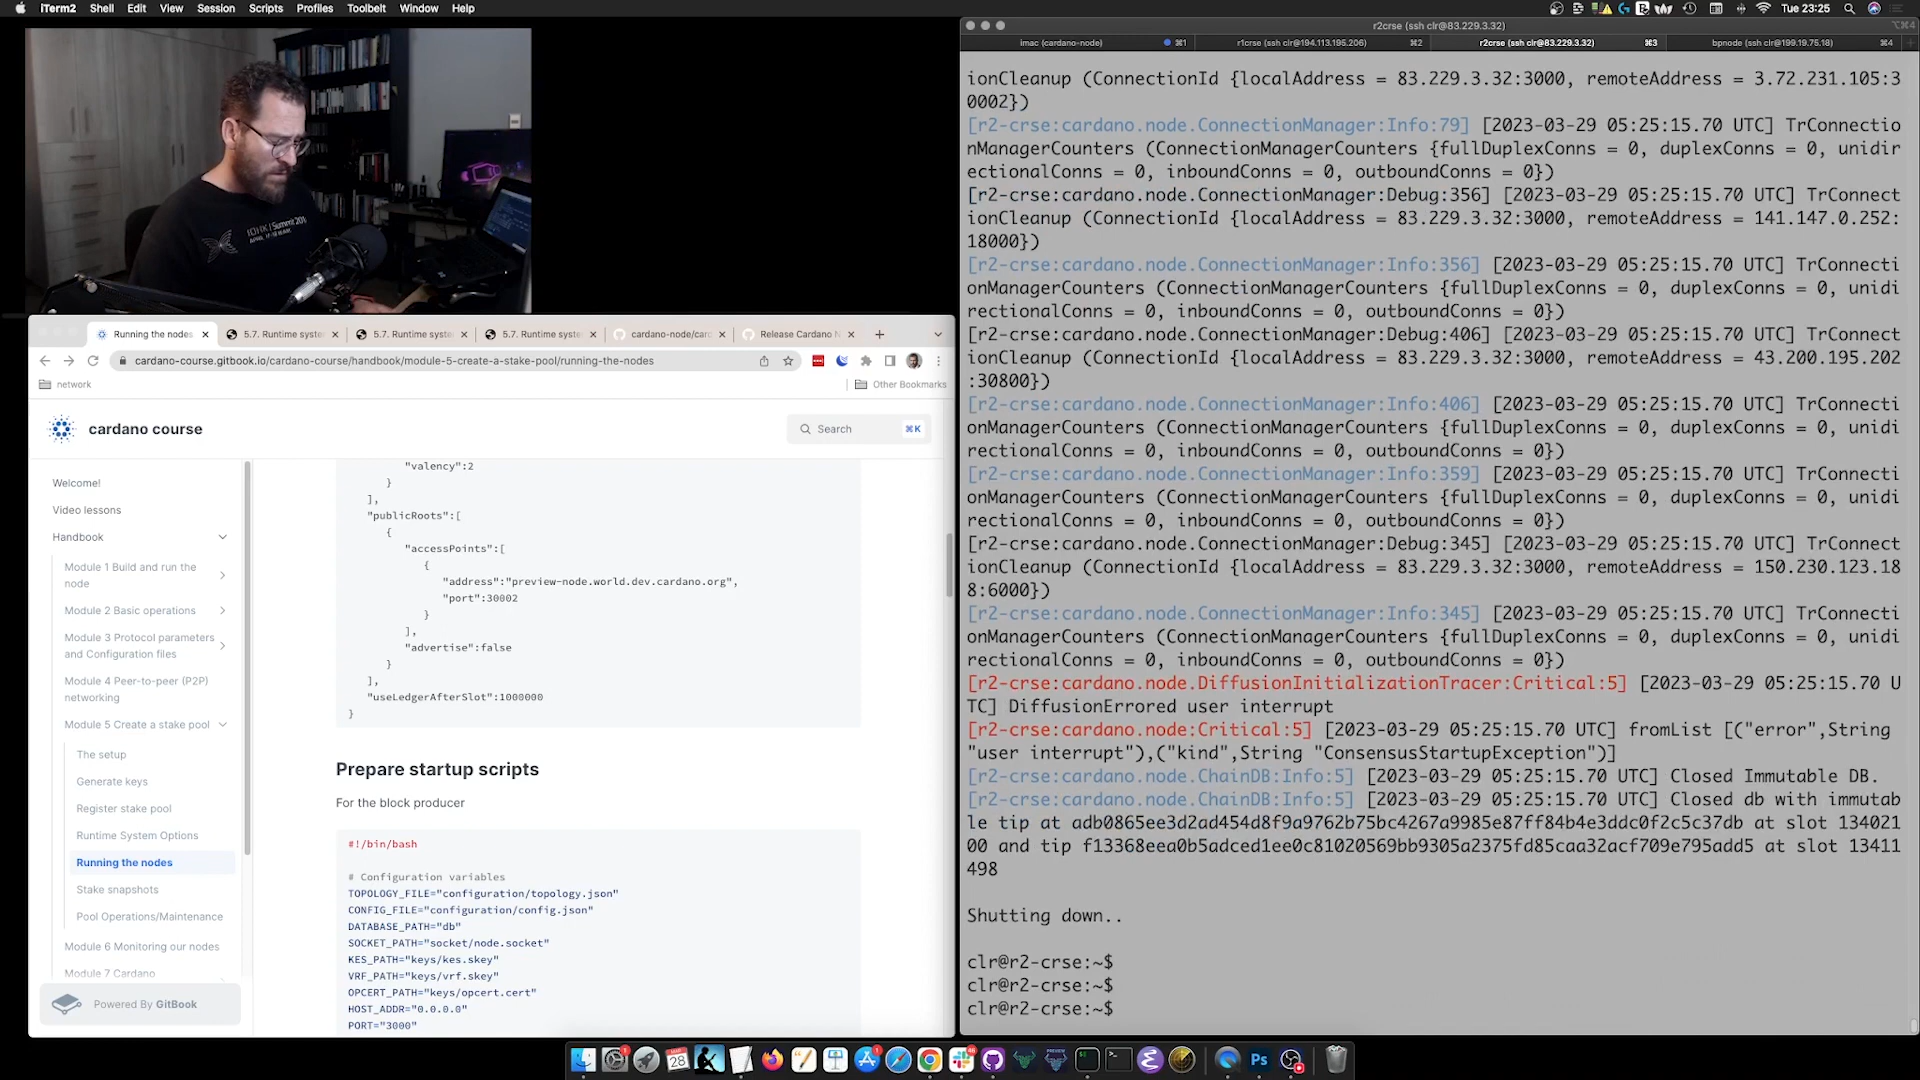 iTerm2 Shell Edit View Session Scripts Profiles Toolbelt Window Help
Tue 23:25
r2crse (ssh clr@83.229.3.32)
⌥⌘4
imac (cardano-node) ⌘1
r1crse (ssh clr@194.113.195.206) ⌘2
r2crse (ssh clr@83.229.3.32) ⌘3
bpnode (ssh clr@199.19.75.18) ⌘4
IOHK | Summit
Running the nodes
5.7. Runtime syste
5.7. Runtime syste
5.7. Runtime syste
cardano-node/card
Release Cardano N
cardano-course.gitbook.io/cardano-course/handbook/module-5-create-a-stake-pool/running-the-nodes
network
Other Bookmarks
cardano course
Search ⌘K
Welcome!
Video lessons
Handbook
Module 1 Build and run the
node
Module 2 Basic operations
Module 3 Protocol parameters
and Configuration files
Module 4 Peer-to-peer (P2P)
networking
Module 5 Create a stake pool
The setup
Generate keys
Register stake pool
Runtime System Options
Running the nodes
Stake snapshots
Pool Operations/Maintenance
Module 6 Monitoring our nodes
Module 7 Cardano
Powered By GitBook
"valency":2
}
],
"publicRoots":[
{
"accessPoints":[
{
"address":"preview-node.world.dev.cardano.org",
"port":30002
}
],
"advertise":false
}
],
"useLedgerAfterSlot":1000000
}
Prepare startup scripts
For the block producer
#!/bin/bash
# Configuration variables
TOPOLOGY_FILE="configuration/topology.json"
CONFIG_FILE="configuration/config.json"
DATABASE_PATH="db"
SOCKET_PATH="socket/node.socket"
KES_PATH="keys/kes.skey"
VRF_PATH="keys/vrf.skey"
OPCERT_PATH="keys/opcert.cert"
HOST_ADDR="0.0.0.0"
PORT="3000"
ionCleanup (ConnectionId {localAddress = 83.229.3.32:3000, remoteAddress = 3.72.231.105:3
0002})
[r2-crse:cardano.node.ConnectionManager:Info:79] [2023-03-29 05:25:15.70 UTC] TrConnectio
nManagerCounters (ConnectionManagerCounters {fullDuplexConns = 0, duplexConns = 0, unidir
ectionalConns = 0, inboundConns = 0, outboundConns = 0})
[r2-crse:cardano.node.ConnectionManager:Debug:356] [2023-03-29 05:25:15.70 UTC] TrConnect
ionCleanup (ConnectionId {localAddress = 83.229.3.32:3000, remoteAddress = 141.147.0.252:
18000})
[r2-crse:cardano.node.ConnectionManager:Info:356] [2023-03-29 05:25:15.70 UTC] TrConnecti
onManagerCounters (ConnectionManagerCounters {fullDuplexConns = 0, duplexConns = 0, unidi
rectionalConns = 0, inboundConns = 0, outboundConns = 0})
[r2-crse:cardano.node.ConnectionManager:Debug:406] [2023-03-29 05:25:15.70 UTC] TrConnect
ionCleanup (ConnectionId {localAddress = 83.229.3.32:3000, remoteAddress = 43.200.195.202
:30800})
[r2-crse:cardano.node.ConnectionManager:Info:406] [2023-03-29 05:25:15.70 UTC] TrConnecti
onManagerCounters (ConnectionManagerCounters {fullDuplexConns = 0, duplexConns = 0, unidi
rectionalConns = 0, inboundConns = 0, outboundConns = 0})
[r2-crse:cardano.node.ConnectionManager:Info:359] [2023-03-29 05:25:15.70 UTC] TrConnecti
onManagerCounters (ConnectionManagerCounters {fullDuplexConns = 0, duplexConns = 0, unidi
rectionalConns = 0, inboundConns = 0, outboundConns = 0})
[r2-crse:cardano.node.ConnectionManager:Debug:345] [2023-03-29 05:25:15.70 UTC] TrConnect
ionCleanup (ConnectionId {localAddress = 83.229.3.32:3000, remoteAddress = 150.230.123.18
8:6000})
[r2-crse:cardano.node.ConnectionManager:Info:345] [2023-03-29 05:25:15.70 UTC] TrConnecti
onManagerCounters (ConnectionManagerCounters {fullDuplexConns = 0, duplexConns = 0, unidi
rectionalConns = 0, inboundConns = 0, outboundConns = 0})
[r2-crse:cardano.node.DiffusionInitializationTracer:Critical:5] [2023-03-29 05:25:15.70 U
TC] DiffusionErrored user interrupt
[r2-crse:cardano.node:Critical:5] [2023-03-29 05:25:15.70 UTC] fromList [("error",String
"user interrupt"),("kind",String "ConsensusStartupException")]
[r2-crse:cardano.node.ChainDB:Info:5] [2023-03-29 05:25:15.70 UTC] Closed Immutable DB.
[r2-crse:cardano.node.ChainDB:Info:5] [2023-03-29 05:25:15.70 UTC] Closed db with immutab
le tip at adb0865ee3d2ad454d8f9a9762b75bc4267a9985e87ff84b4e3ddc0f2c5c37db at slot 134021
00 and tip f13368eea0b5adced1ee0c81020569bb9305a2375fd85caa32acf709e795add5 at slot 13411
498
Shutting down..
clr@r2-crse:~$
clr@r2-crse:~$
clr@r2-crse:~$